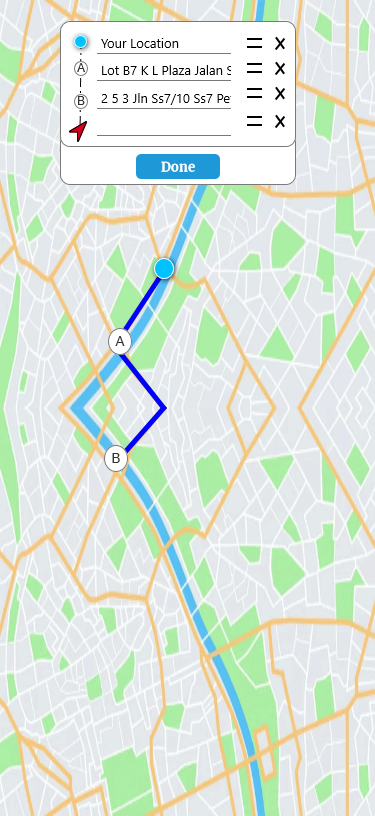 Your Location
A Lot B7 K L Plaza Jalan S
B 2 5 3 Jln Ss7/10 Ss7 Pe
Done
A
B